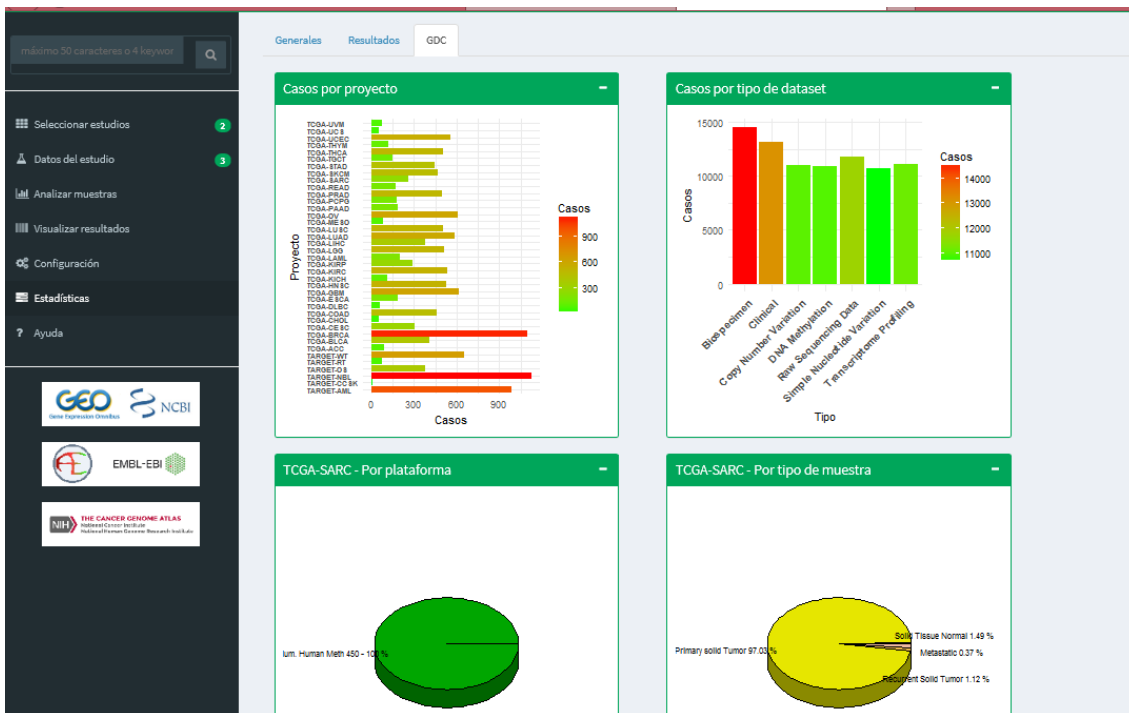 máximo 50 caracteres o 4 keywor
Seleccionar estudios 2
Datos del estudio 3
Analizar muestras
Visualizar resultados
Configuración
Estadísticas
? Ayuda
GEO
Gene Expression Omnibus
NCBI
AE
EMBL-EBI
NIH
THE CANCER GENOME ATLAS
National Cancer Institute
National Human Genome Research Institute
Generales Resultados GDC
Casos por proyecto
TCGA-UVM
TCGA-UCS
TCGA-UCEC
TCGA-THYM
TCGA-THCA
TCGA-TGCT
TCGA-STAD
TCGA-SKCM
TCGA-SARC
TCGA-READ
TCGA-PRAD
TCGA-PCPG
TCGA-PAAD
TCGA-OV
TCGA-MESO
TCGA-LUSC
TCGA-LUAD
TCGA-LIHC
TCGA-LGG
TCGA-LAML
TCGA-KIRP
TCGA-KIRC
TCGA-KICH
TCGA-HNSC
TCGA-GBM
TCGA-ESCA
TCGA-DLBC
TCGA-COAD
TCGA-CHOL
TCGA-CESC
TCGA-BRCA
TCGA-BLCA
TCGA-ACC
TARGET-WT
TARGET-RT
TARGET-OS
TARGET-NBL
TARGET-CCSK
TARGET-AML
Proyecto
0 300 600 900
Casos
Casos
900
600
300
Casos por tipo de dataset
15000
10000
5000
0
Casos
Biospecimen
Clinical
Copy Number Variation
DNA Methylation
Raw Sequencing Data
Simple Nucleotide Variation
Transcriptome Profiling
Tipo
Casos
14000
13000
12000
11000
TCGA-SARC - Por plataforma
lum. Human Meth 450 - 100 %
TCGA-SARC - Por tipo de muestra
Primary solid Tumor 97.03 %
Solid Tissue Normal 1.49 %
Metastatic 0.37 %
Recurrent Solid Tumor 1.12 %